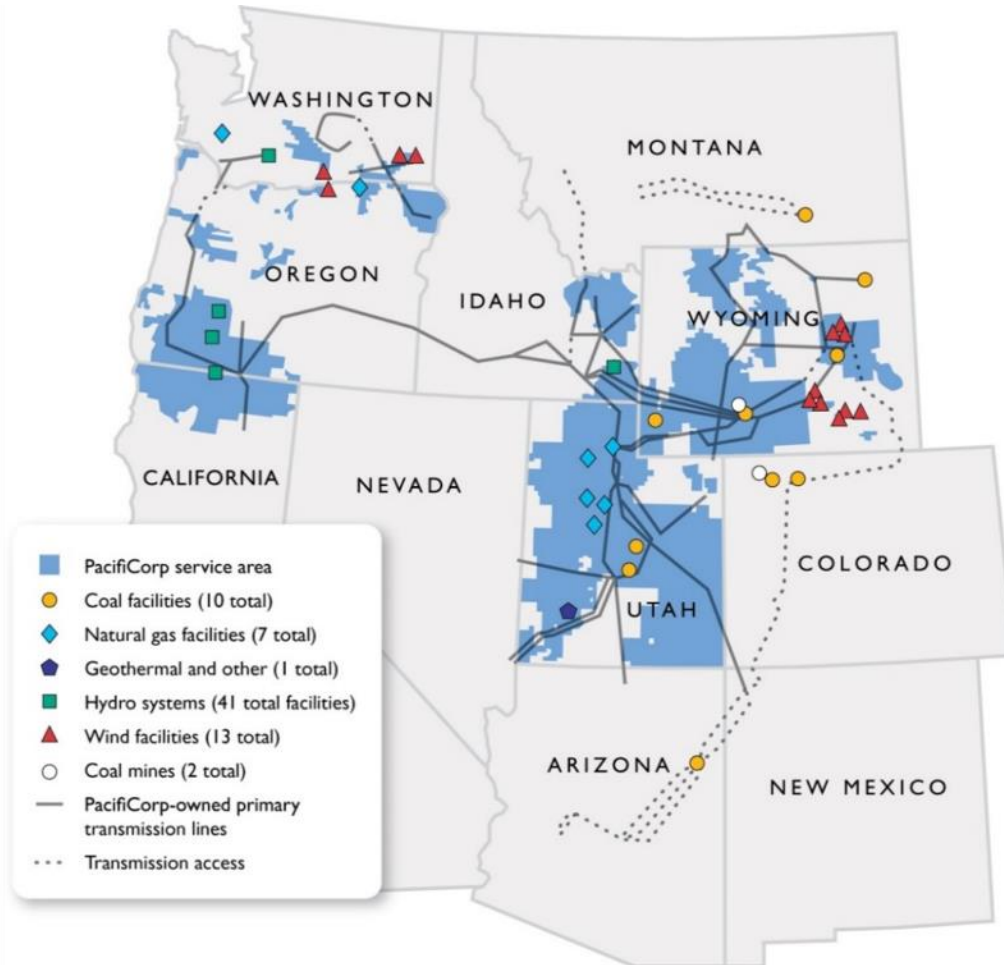 WASHINGTON
MONTANA
OREGON
IDAHO
WYOMING
CALIFORNIA
NEVADA
COLORADO
UTAH
ARIZONA
NEW MEXICO
PacifiCorp service area
Coal facilities (10 total)
Natural gas facilities (7 total)
Geothermal and other (1 total)
Hydro systems (41 total facilities)
Wind facilities (13 total)
Coal mines (2 total)
PacifiCorp-owned primary
transmission lines
Transmission access